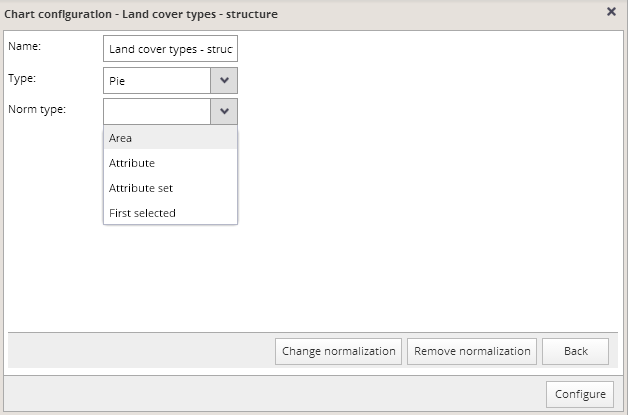 Chart configuration - Land cover types - structure
Name:
Land cover types - struc
Type:
Pie
Norm type:
Area
Attribute
Attribute set
First selected
Change normalization
Remove normalization
Back
Configure